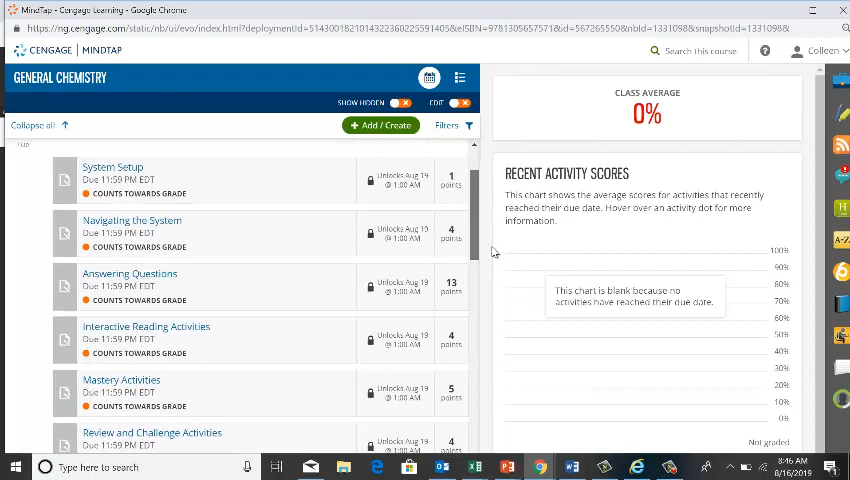 MindTap - Cengage Learning - Google Chrome
https://ng.cengage.com/static/nb/ui/evo/index.html?deploymentId=5143001821014322360225591405&eISBN=9781305657571&id=5672655508&nbId=1331098&snapshotId=1331098&
CENGAGE MINDTAP
Search this course
? Colleen
GENERAL CHEMISTRY
SHOW HIDDEN EDIT
Collapse all + Add / Create Filters
Tue
System Setup
Due 11:59 PM EDT
COUNTS TOWARDS GRADE
Unlocks Aug 19
@ 1:00 AM
1
points
Navigating the System
Due 11:59 PM EDT
COUNTS TOWARDS GRADE
Unlocks Aug 19
@ 1:00 AM
4
points
Answering Questions
Due 11:59 PM EDT
COUNTS TOWARDS GRADE
Unlocks Aug 19
@ 1:00 AM
13
points
Interactive Reading Activities
Due 11:59 PM EDT
COUNTS TOWARDS GRADE
Unlocks Aug 19
@ 1:00 AM
4
points
Mastery Activities
Due 11:59 PM EDT
COUNTS TOWARDS GRADE
Unlocks Aug 19
@ 1:00 AM
5
points
Review and Challenge Activities
Due 11:59 PM EDT
Unlocks Aug 19
@ 1:00 AM
4
points
CLASS AVERAGE
0%
RECENT ACTIVITY SCORES
This chart shows the average scores for activities that recently
reached their due date. Hover over an activity dot for more
information.
100%
90%
80%
70%
60%
50%
40%
30%
20%
10%
0%
This chart is blank because no
activities have reached their due date.
Not graded
A-Z
Type here to search
8:46 AM
8/16/2019